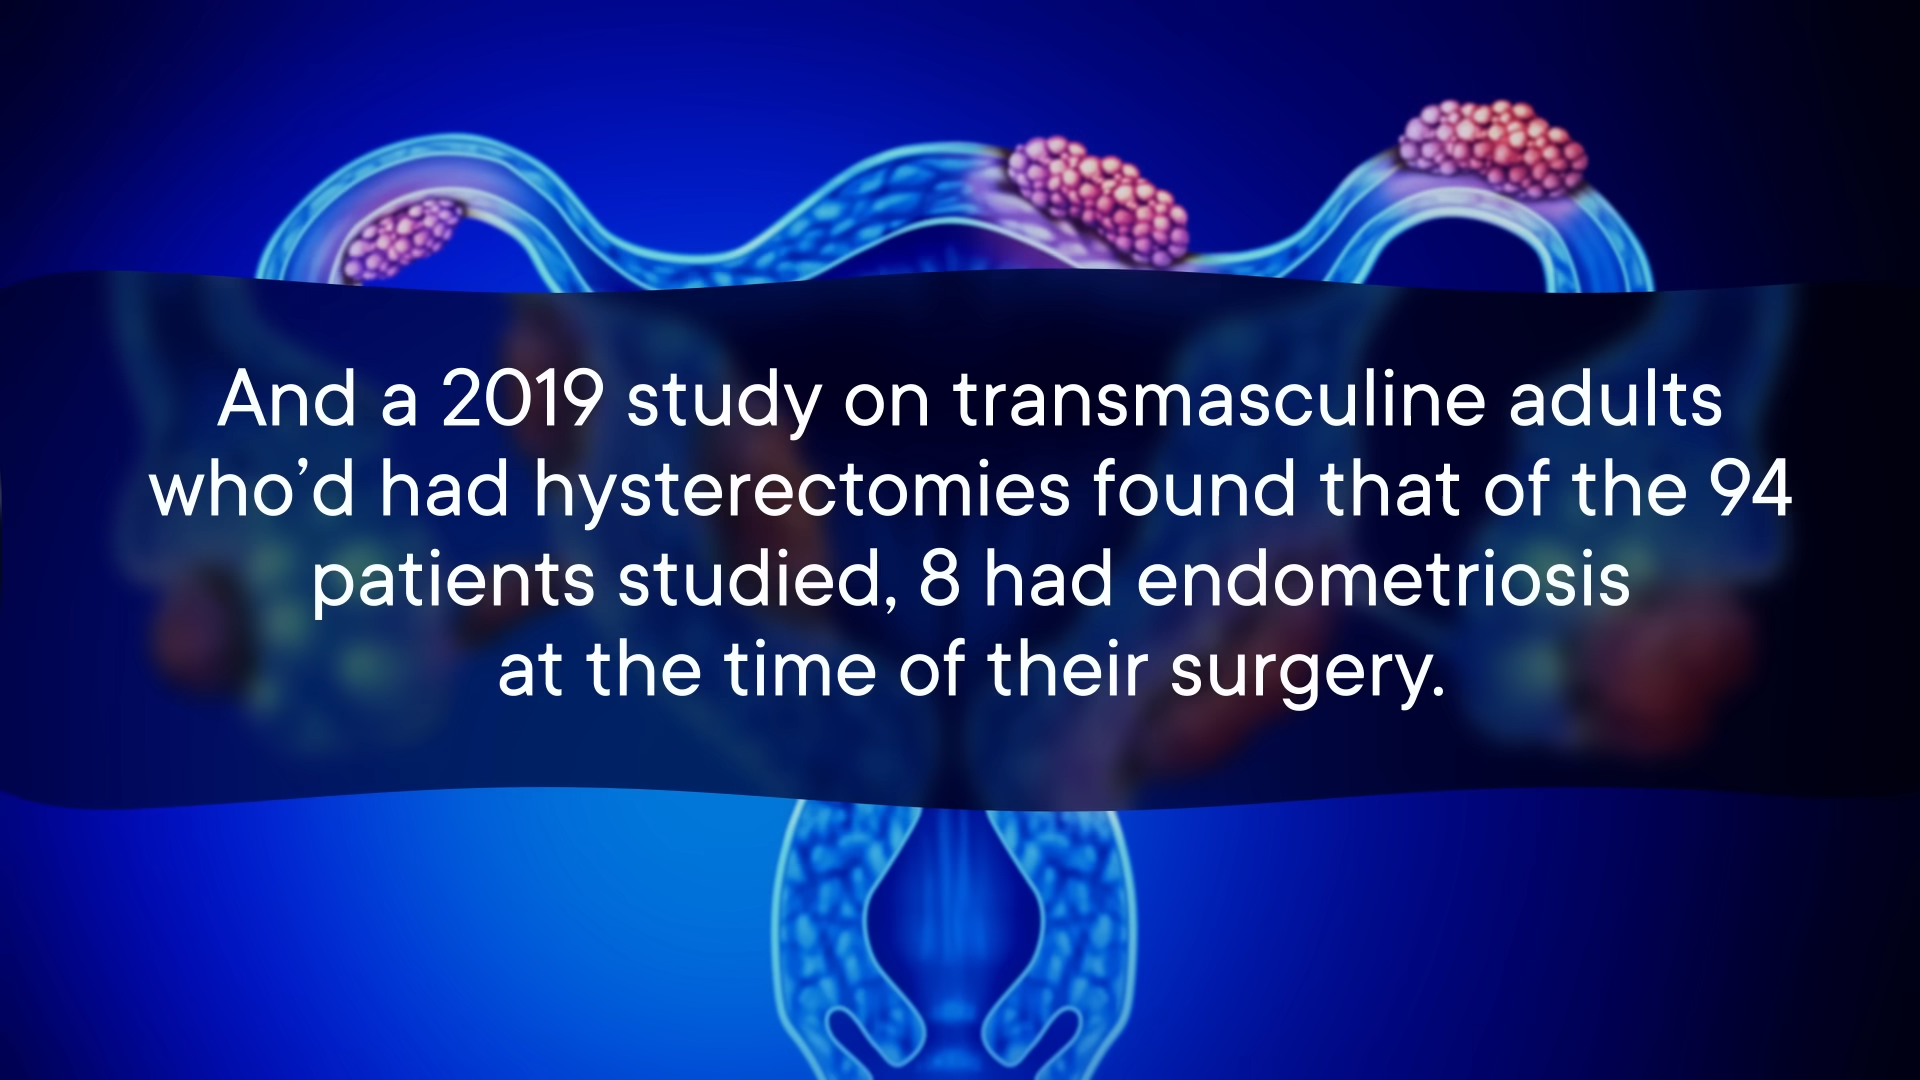 And a 2019 study on transmasculine adults
who’d had hysterectomies found that of the 94
patients studied, 8 had endometriosis
at the time of their surgery.